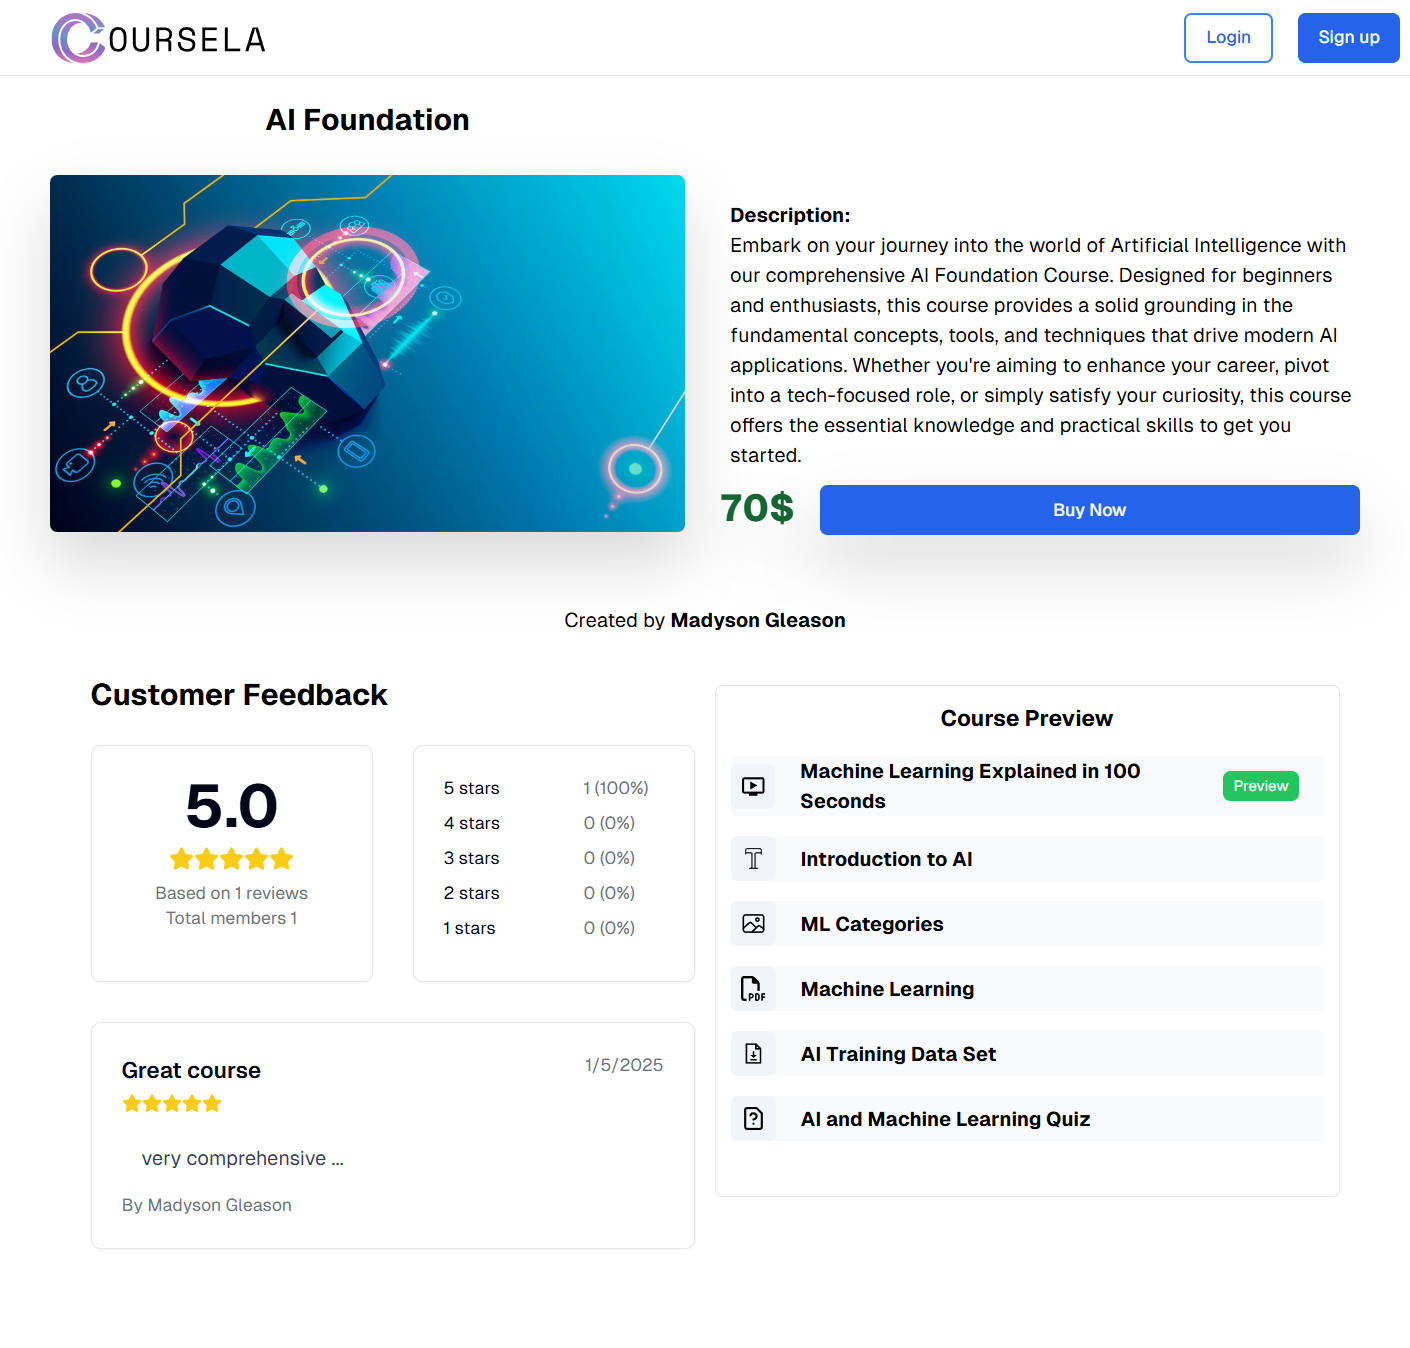 COURSELA
Login
Sign up
AI Foundation
Description:
Embark on your journey into the world of Artificial Intelligence with
our comprehensive AI Foundation Course. Designed for beginners
and enthusiasts, this course provides a solid grounding in the
fundamental concepts, tools, and techniques that drive modern AI
applications. Whether you're aiming to enhance your career, pivot
into a tech-focused role, or simply satisfy your curiosity, this course
offers the essential knowledge and practical skills to get you
started.
70$
Buy Now
Created by Madyson Gleason
Customer Feedback
5.0
Based on 1 reviews
Total members 1
5 stars 1 (100%)
4 stars 0 (0%)
3 stars 0 (0%)
2 stars 0 (0%)
1 stars 0 (0%)
Great course
1/5/2025
very comprehensive ...
By Madyson Gleason
Course Preview
Machine Learning Explained in 100
Seconds
Preview
Introduction to AI
ML Categories
PDF
Machine Learning
AI Training Data Set
AI and Machine Learning Quiz